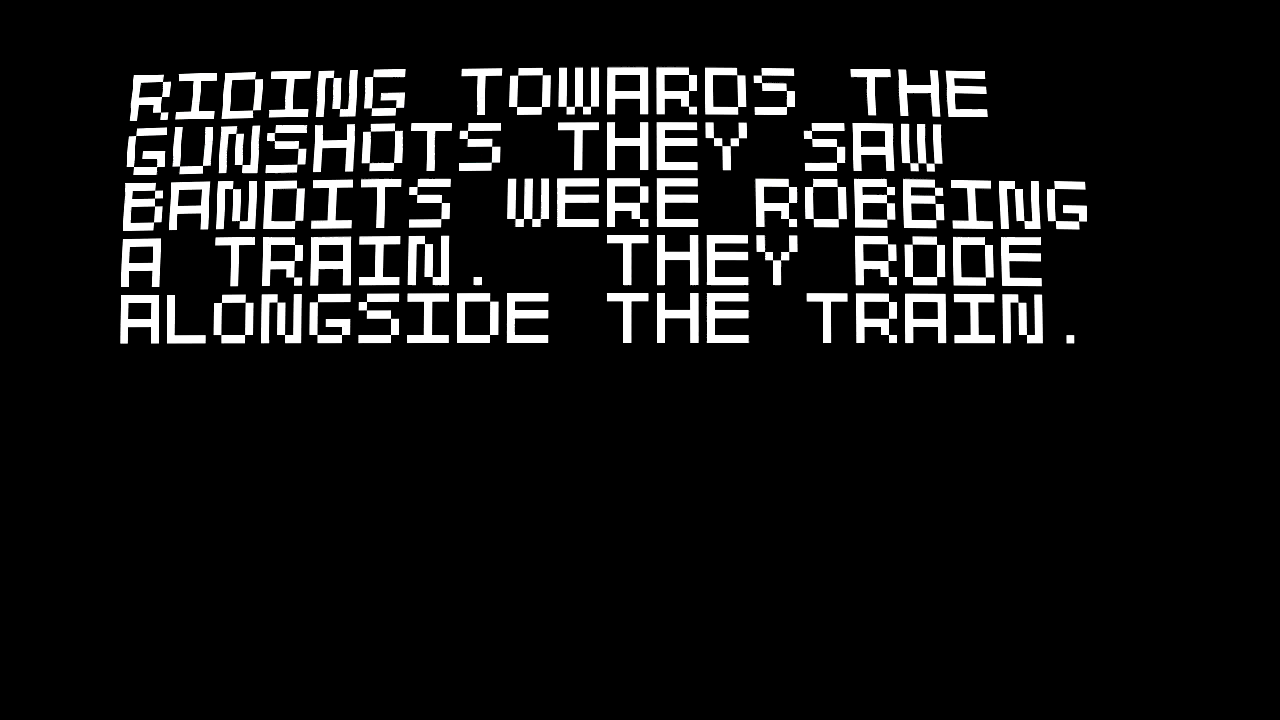 RIDING TOWARDS THE
GUNSHOTS THEY SAW
BANDITS WERE ROBBING
A TRAIN.  THEY RODE
ALONGSIDE THE TRAIN.